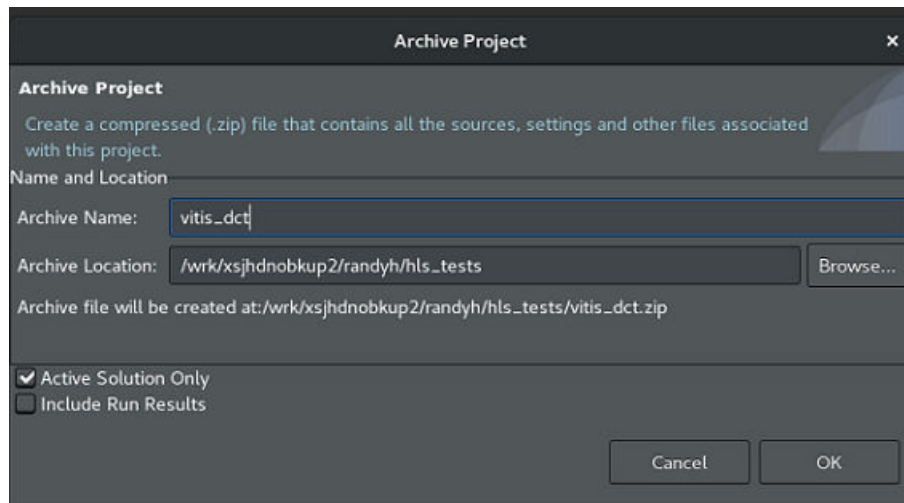 Archive Project
Archive Project
Create a compressed (.zip) file that contains all the sources, settings and other files associated
with this project.
Name and Location
Archive Name: vitis_dct
Archive Location: /wrk/xsjhdnobkup2/randyh/hls_tests Browse...
Archive file will be created at:/wrk/xsjhdnobkup2/randyh/hls_tests/vitis_dct.zip
Active Solution Only
Include Run Results
Cancel OK